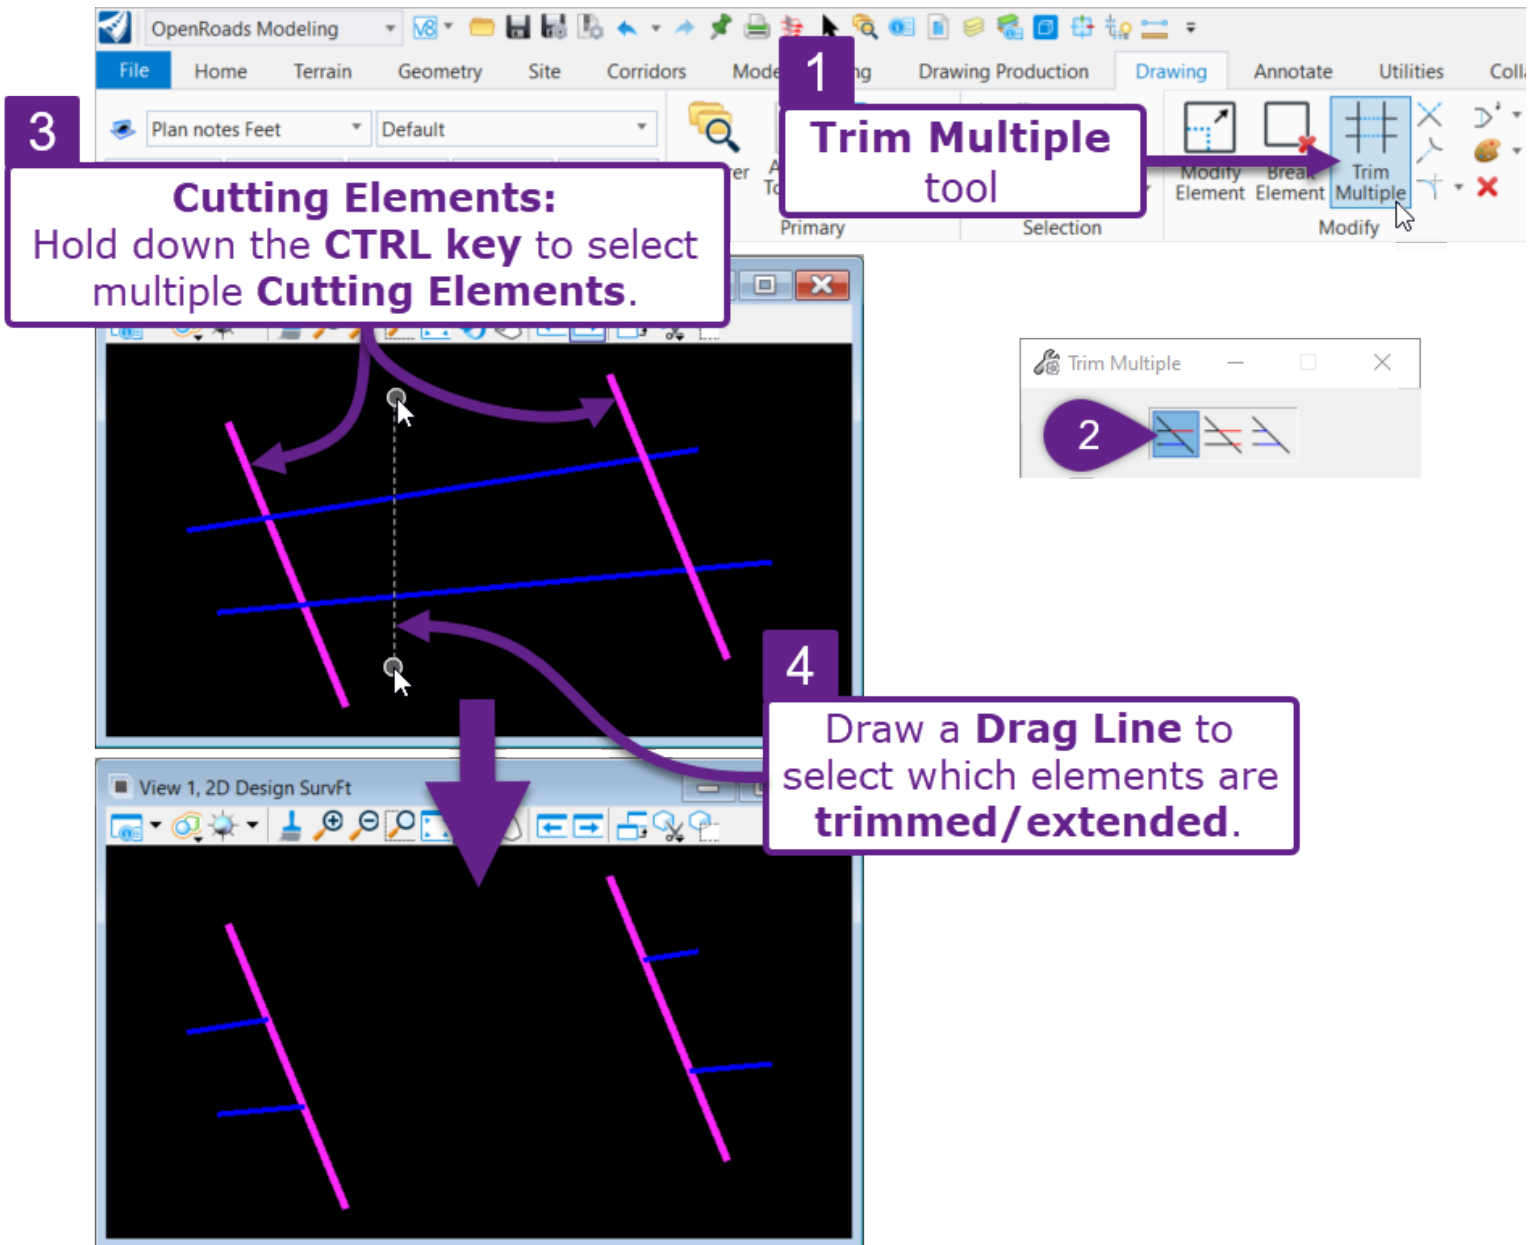 OpenRoads Modeling
V8
File Home Terrain Geometry Site Corridors Drawing Production Drawing Annotate Utilities
1
Trim Multiple
tool
3
Plan notes Feet Default
Modify
Element
Break
Element
Trim
Multiple
Primary Selection Modify
Cutting Elements:
Hold down the CTRL key to select
multiple Cutting Elements.
Trim Multiple
2
4
Draw a Drag Line to
select which elements are
trimmed/extended.
View 1, 2D Design SurvFt